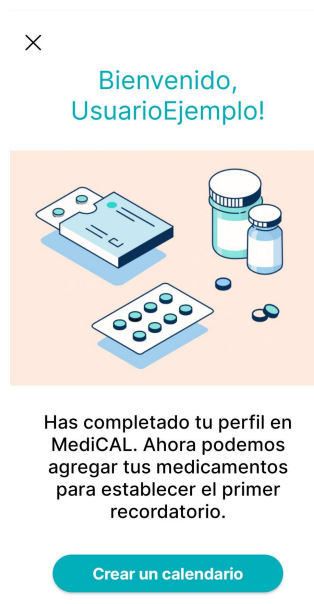 Bienvenido,
UsuarioEjemplo!
Has completado tu perfil en
MediCAL. Ahora podemos
agregar tus medicamentos
para establecer el primer
recordatorio.
Crear un calendario